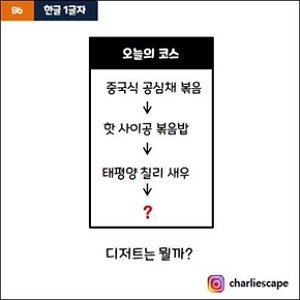 86 한글 1글자
오늘의 코스
중국식 공심채 볶음
↓
핫 사이공 볶음밥
↓
태평양 칠리 새우
↓
?
디저트는 뭘까?
charliescape